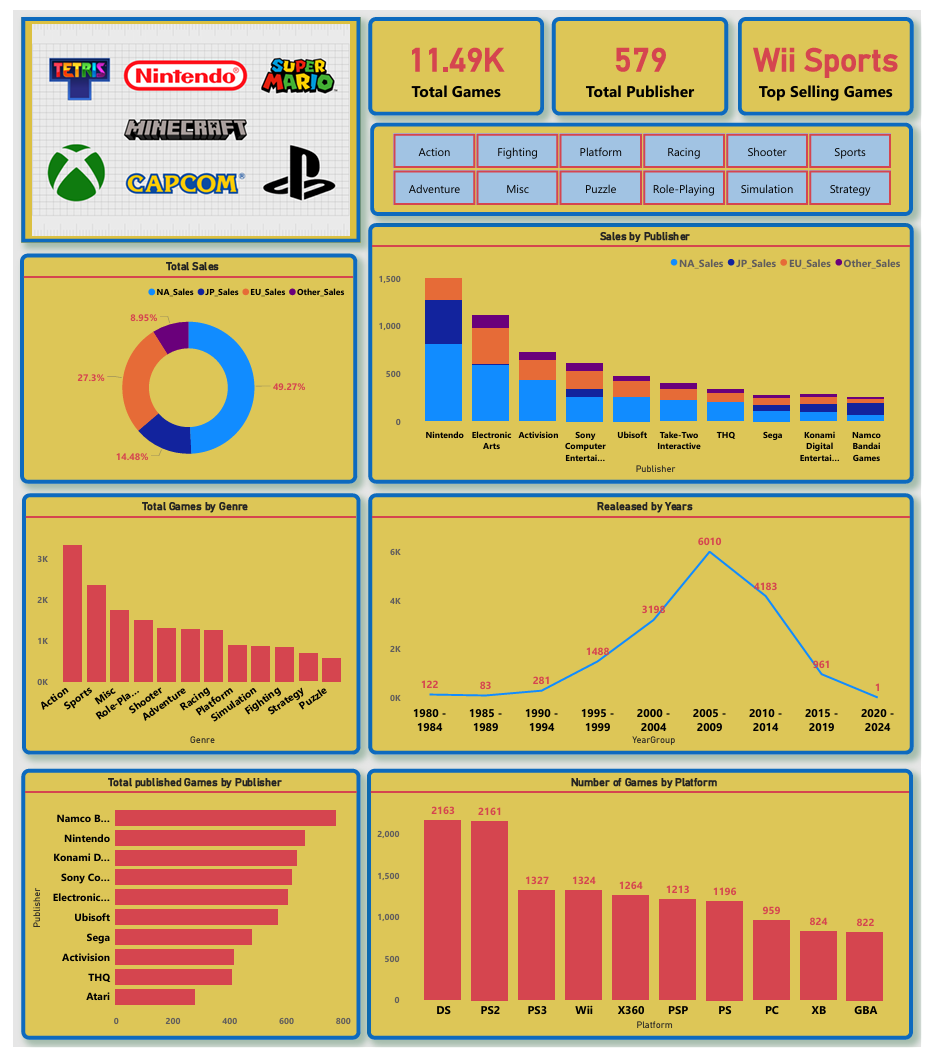 TETRIS
Nintendo®
SUPER
MARIO
MINECRAFT
CAPCOM®
11.49K
Total Games
579
Total Publisher
Wii Sports
Top Selling Games
Action
Fighting
Platform
Racing
Shooter
Sports
Adventure
Misc
Puzzle
Role-Playing
Simulation
Strategy
Total Sales
NA_Sales JP_Sales EU_Sales Other_Sales
8.95%
27.3%
49.27%
14.48%
Sales by Publisher
NA_Sales JP_Sales EU_Sales Other_Sales
1,500
1,000
500
0
Nintendo
Electronic
Arts
Activision
Sony
Computer
Entertai...
Ubisoft
Take-Two
Interactive
THQ
Sega
Konami
Digital
Entertai...
Namco
Bandai
Games
Publisher
Total Games by Genre
3K
2K
1K
0K
Action
Sports
Misc
Role-Pla...
Shooter
Adventure
Racing
Platform
Simulation
Fighting
Strategy
Puzzle
Genre
Realeased by Years
6K
4K
2K
0K
122
83
281
1488
3198
6010
4183
961
1
1980 -
1984
1985 -
1989
1990 -
1994
1995 -
1999
2000 -
2004
2005 -
2009
2010 -
2014
2015 -
2019
2020 -
2024
YearGroup
Total published Games by Publisher
Publisher
Namco B...
Nintendo
Konami D...
Sony Co...
Electronic...
Ubisoft
Sega
Activision
THQ
Atari
0 200 400 600 800
Number of Games by Platform
2,000
1,500
1,000
500
0
2163
2161
1327
1324
1264
1213
1196
959
824
822
DS PS2 PS3 Wii X360 PSP PS PC XB GBA
Platform